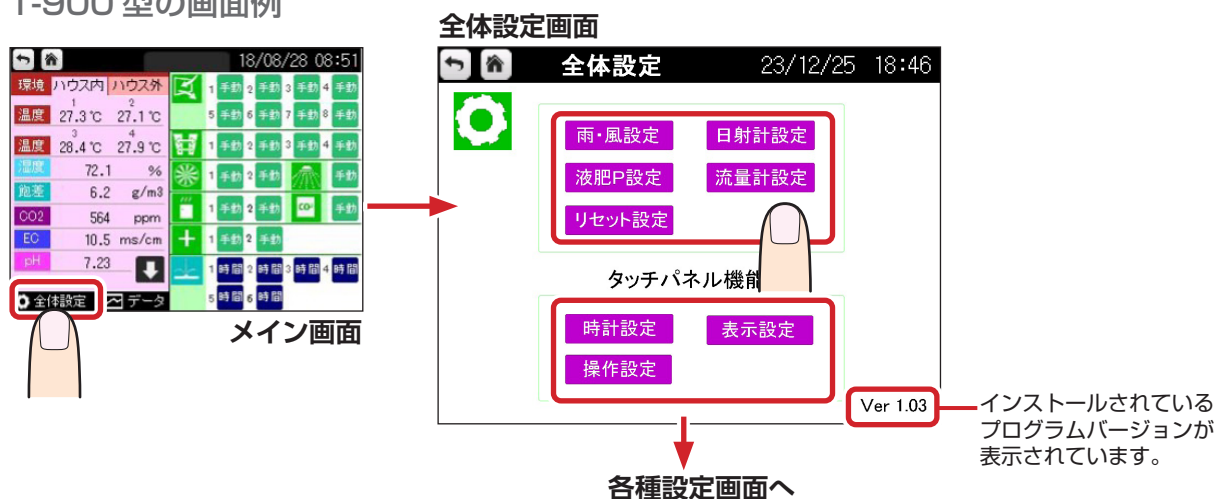 T-900 型の画面例
18/08/28 08:51
環境 ハウス内 ハウス外
1 2
温度 27.3℃ 27.1℃
3 4
温度 28.4℃ 27.9℃
湿度 72.1 %
飽差 6.2 g/m3
CO2 564 ppm
EC 10.5 ms/cm
pH 7.23
全体設定 データ
1 手動 2 手動 3 手動 4 手動
5 手動 6 手動 7 手動 8 手動
1 手動 2 手動 3 手動 4 手動
1 手動 2 手動 手動
1 手動 2 手動 CO2 手動
1 手動 2 手動
1 時間 2 時間 3 時間 4 時間
5 時間 6 時間
メイン画面
全体設定画面
全体設定 23/12/25 18:46
雨・風設定 日射計設定
液肥P設定 流量計設定
リセット設定
タッチパネル機能
時計設定 表示設定
操作設定
Ver 1.03
インストールされている
プログラムバージョンが
表示されています。
各種設定画面へ